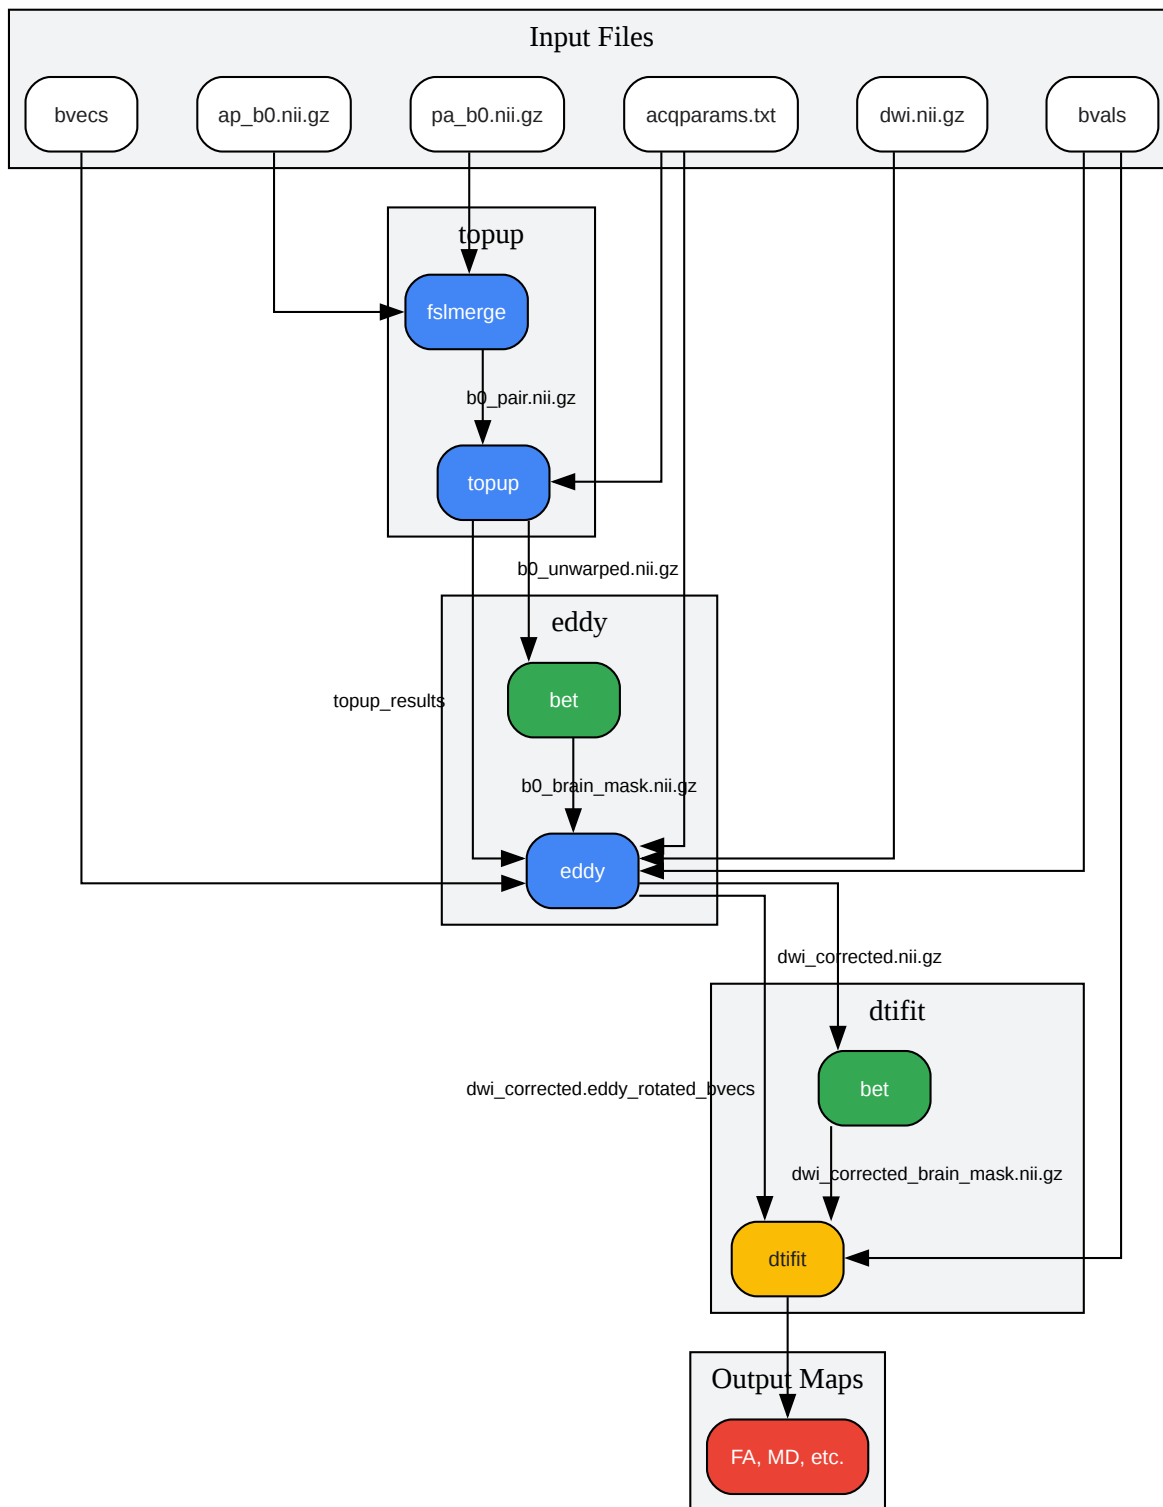 Input Files
bvecs
ap_b0.nii.gz
pa_b0.nii.gz
acqparams.txt
dwi.nii.gz
bvals
topup
fslmerge
b0_pair.nii.gz
topup
b0_unwarped.nii.gz
eddy
bet
topup_results
b0_brain_mask.nii.gz
eddy
dwi_corrected.nii.gz
dtifit
bet
dwi_corrected.eddy_rotated_bvecs
dwi_corrected_brain_mask.nii.gz
dtifit
Output Maps
FA, MD, etc.